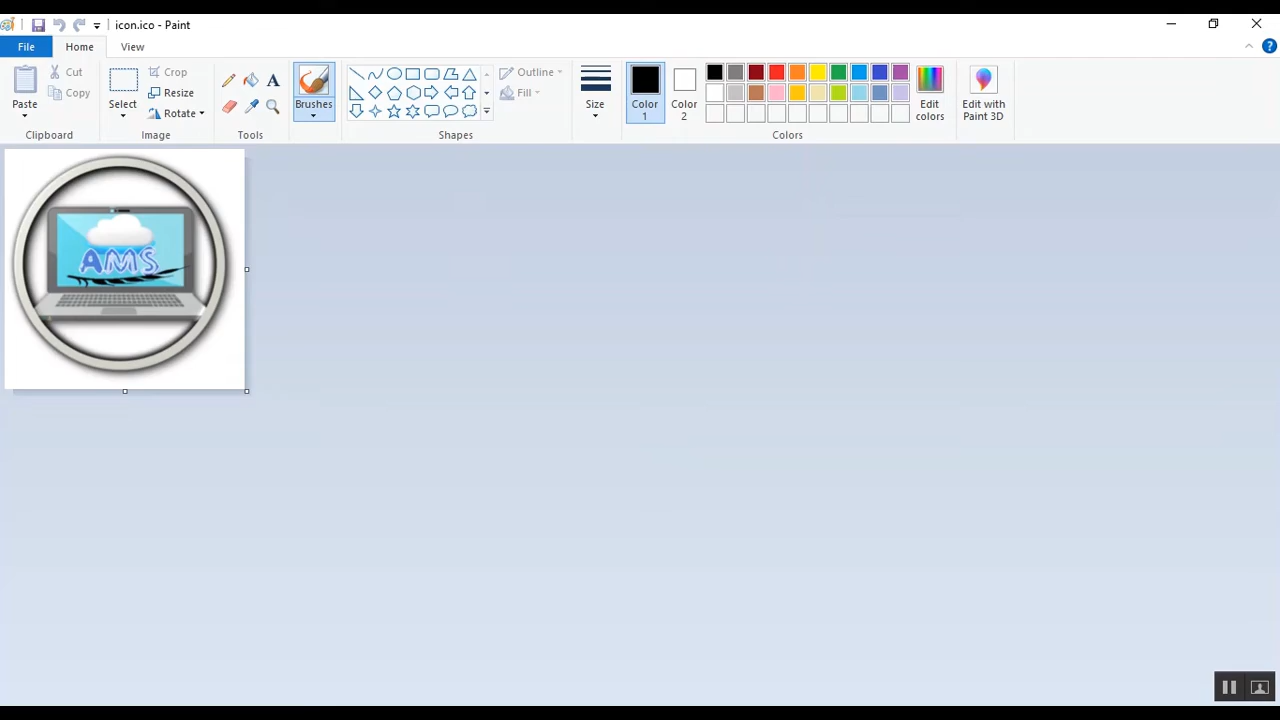 icon.ico - Paint
File Home View
Paste
Cut
Copy
Clipboard
Select
Crop
Resize
Rotate
Image
A
Tools
Brushes
Shapes
Outline
Fill
Size
Color 1
Color 2
Colors
Edit colors
Edit with Paint 3D
?
AMS